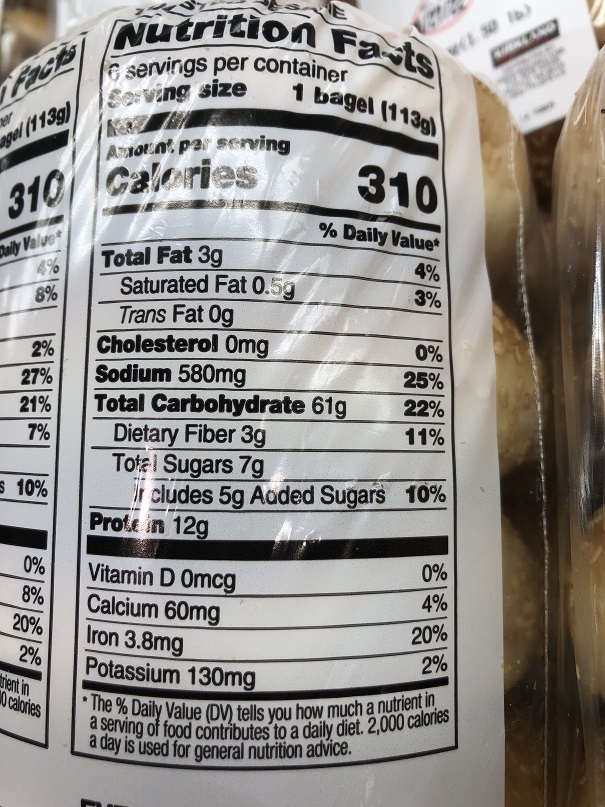 Facts
agel (113g)
310
Daily Value*
4%
8%
2%
27%
21%
7%
s 10%
0%
8%
20%
2%
trient in
0 calories
Nutrition Facts
6 servings per container
Serving size 1 bagel (113g)
Amount per serving
Calories 310
% Daily Value*
Total Fat 3g 4%
Saturated Fat 0.5g 3%
Trans Fat 0g
Cholesterol 0mg 0%
Sodium 580mg 25%
Total Carbohydrate 61g 22%
Dietary Fiber 3g 11%
Total Sugars 7g
Includes 5g Added Sugars 10%
Protein 12g
Vitamin D 0mcg 0%
Calcium 60mg 4%
Iron 3.8mg 20%
Potassium 130mg 2%
* The % Daily Value (DV) tells you how much a nutrient in
a serving of food contributes to a daily diet. 2,000 calories
a day is used for general nutrition advice.
KIRKLAND